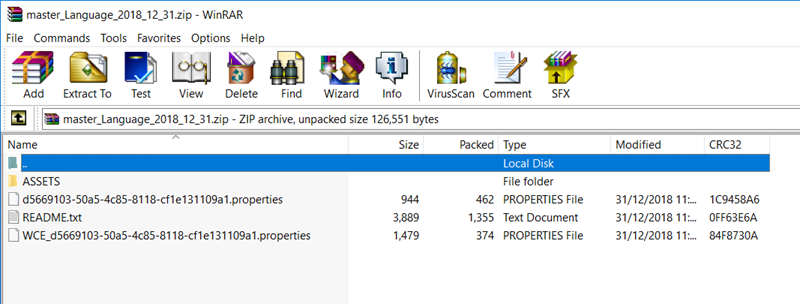 master_Language_2018_12_31.zip - WinRAR
File Commands Tools Favorites Options Help
Add Extract To Test View Delete Find Wizard Info VirusScan Comment SFX
master_Language_2018_12_31.zip - ZIP archive, unpacked size 126,551 bytes
Name Size Packed Type Modified CRC32
.. Local Disk
ASSETS File folder
d5669103-50a5-4c85-8118-cf1e131109a1.properties 944 462 PROPERTIES File 31/12/2018 11:... 1C9458A6
README.txt 3,889 1,355 Text Document 31/12/2018 11:... 0FF63E6A
WCE_d5669103-50a5-4c85-8118-cf1e131109a1.properties 1,479 374 PROPERTIES File 31/12/2018 11:... 84F8730A